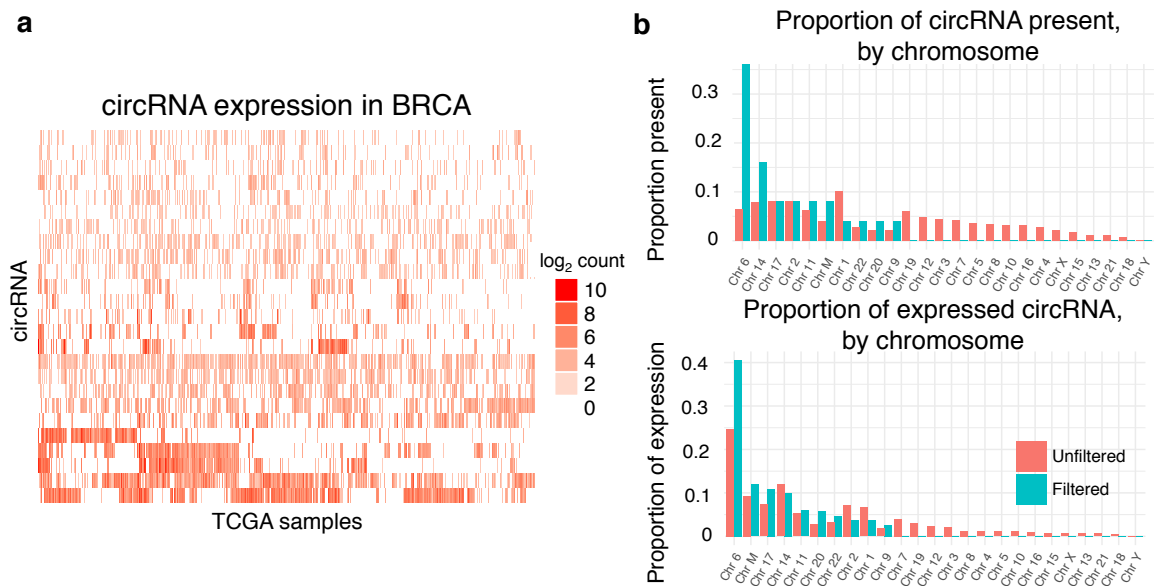 a
circRNA expression in BRCA
circRNA
TCGA samples
log2 count
10
8
6
4
2
0
b
Proportion of circRNA present,
by chromosome
Proportion present
0.3
0.2
0.1
0
Chr 6
Chr 14
Chr 17
Chr 2
Chr 11
Chr M
Chr 1
Chr 22
Chr 20
Chr 9
Chr 19
Chr 12
Chr 3
Chr 7
Chr 5
Chr 8
Chr 10
Chr 16
Chr 4
Chr X
Chr 15
Chr 13
Chr 21
Chr 18
Chr Y
Proportion of expressed circRNA,
by chromosome
Proportion of expression
0.4
0.3
0.2
0.1
0
Unfiltered
Filtered
Chr 6
Chr M
Chr 17
Chr 14
Chr 11
Chr 20
Chr 22
Chr 2
Chr 1
Chr 9
Chr 7
Chr 19
Chr 12
Chr 3
Chr 8
Chr 4
Chr 5
Chr 10
Chr 16
Chr 15
Chr X
Chr 13
Chr 21
Chr 18
Chr Y